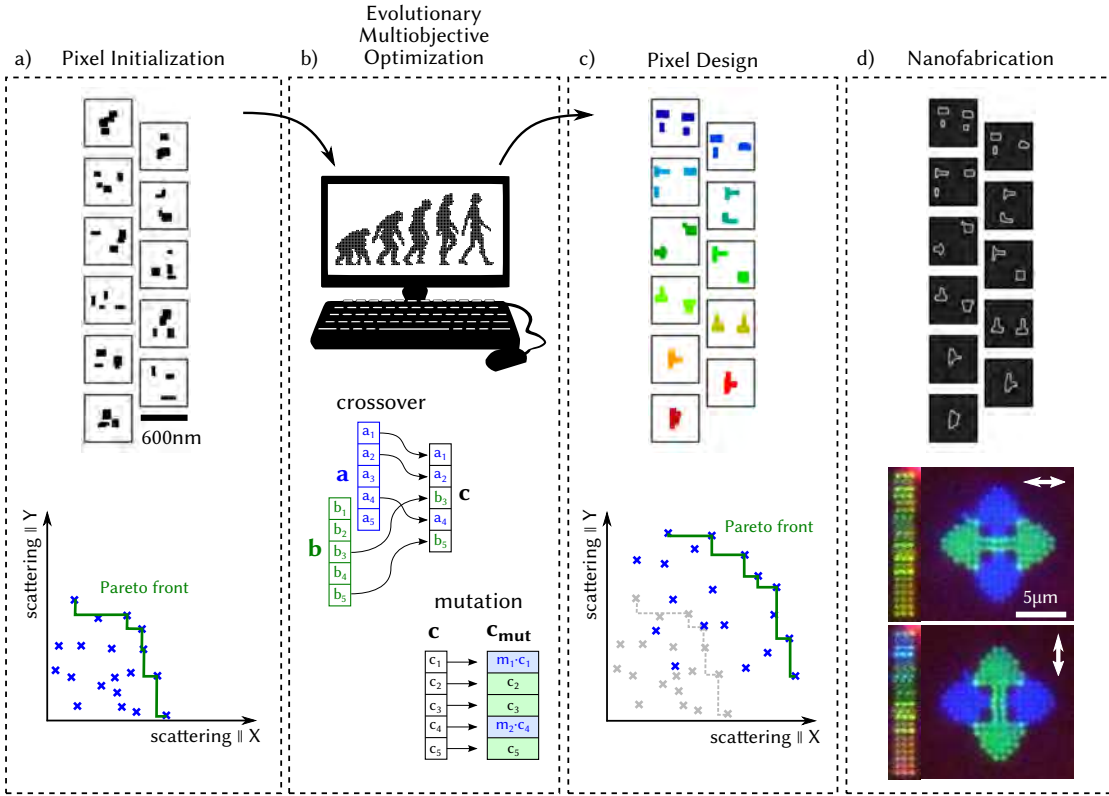 a) Pixel Initialization
600nm
scattering || Y
Pareto front
scattering || X
b) Evolutionary
Multiobjective
Optimization
crossover
a
a1
a2
a3
a4
a5
b
b1
b2
b3
b4
b5
c
a1
a2
b3
a4
b5
mutation
c
cmut
c1
m1·c1
c2
c2
c3
c3
c4
m2·c4
c5
c5
c) Pixel Design
scattering || Y
Pareto front
scattering || X
d) Nanofabrication
5μm